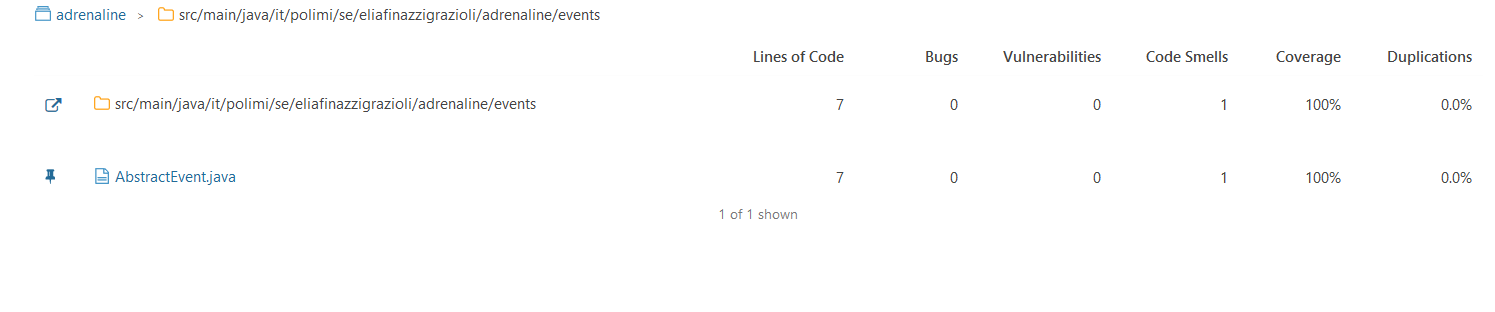 adrenaline > src/main/java/it/polimi/se/eliafinazzigrazioli/adrenaline/events
Lines of Code Bugs Vulnerabilities Code Smells Coverage Duplications
src/main/java/it/polimi/se/eliafinazzigrazioli/adrenaline/events 7 0 0 1 100% 0.0%
AbstractEvent.java 7 0 0 1 100% 0.0%
1 of 1 shown